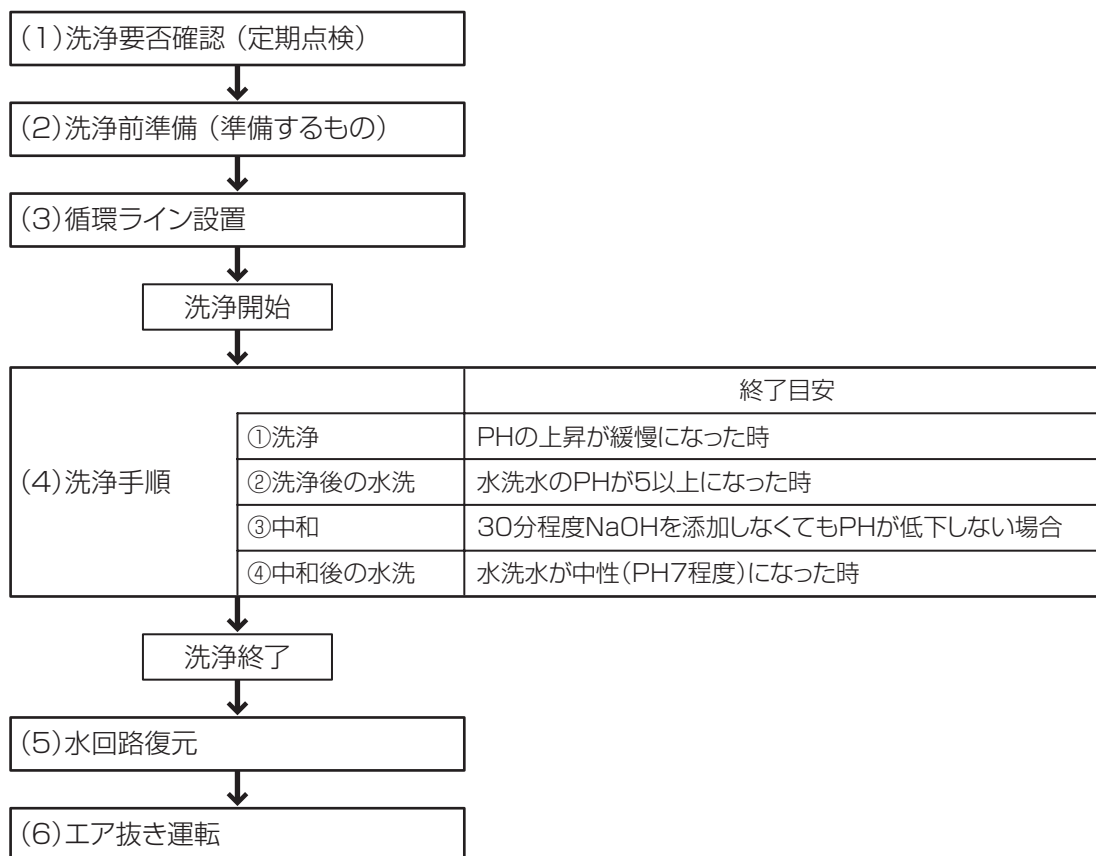 (1)洗浄要否確認（定期点検）
(2)洗浄前準備（準備するもの）
(3)循環ライン設置
洗浄開始
終了目安
(4)洗浄手順
①洗浄 PHの上昇が緩慢になった時
②洗浄後の水洗 水洗水のPHが5以上になった時
③中和 30分程度NaOHを添加しなくてもPHが低下しない場合
④中和後の水洗 水洗水が中性(PH7程度)になった時
洗浄終了
(5)水回路復元
(6)エア抜き運転